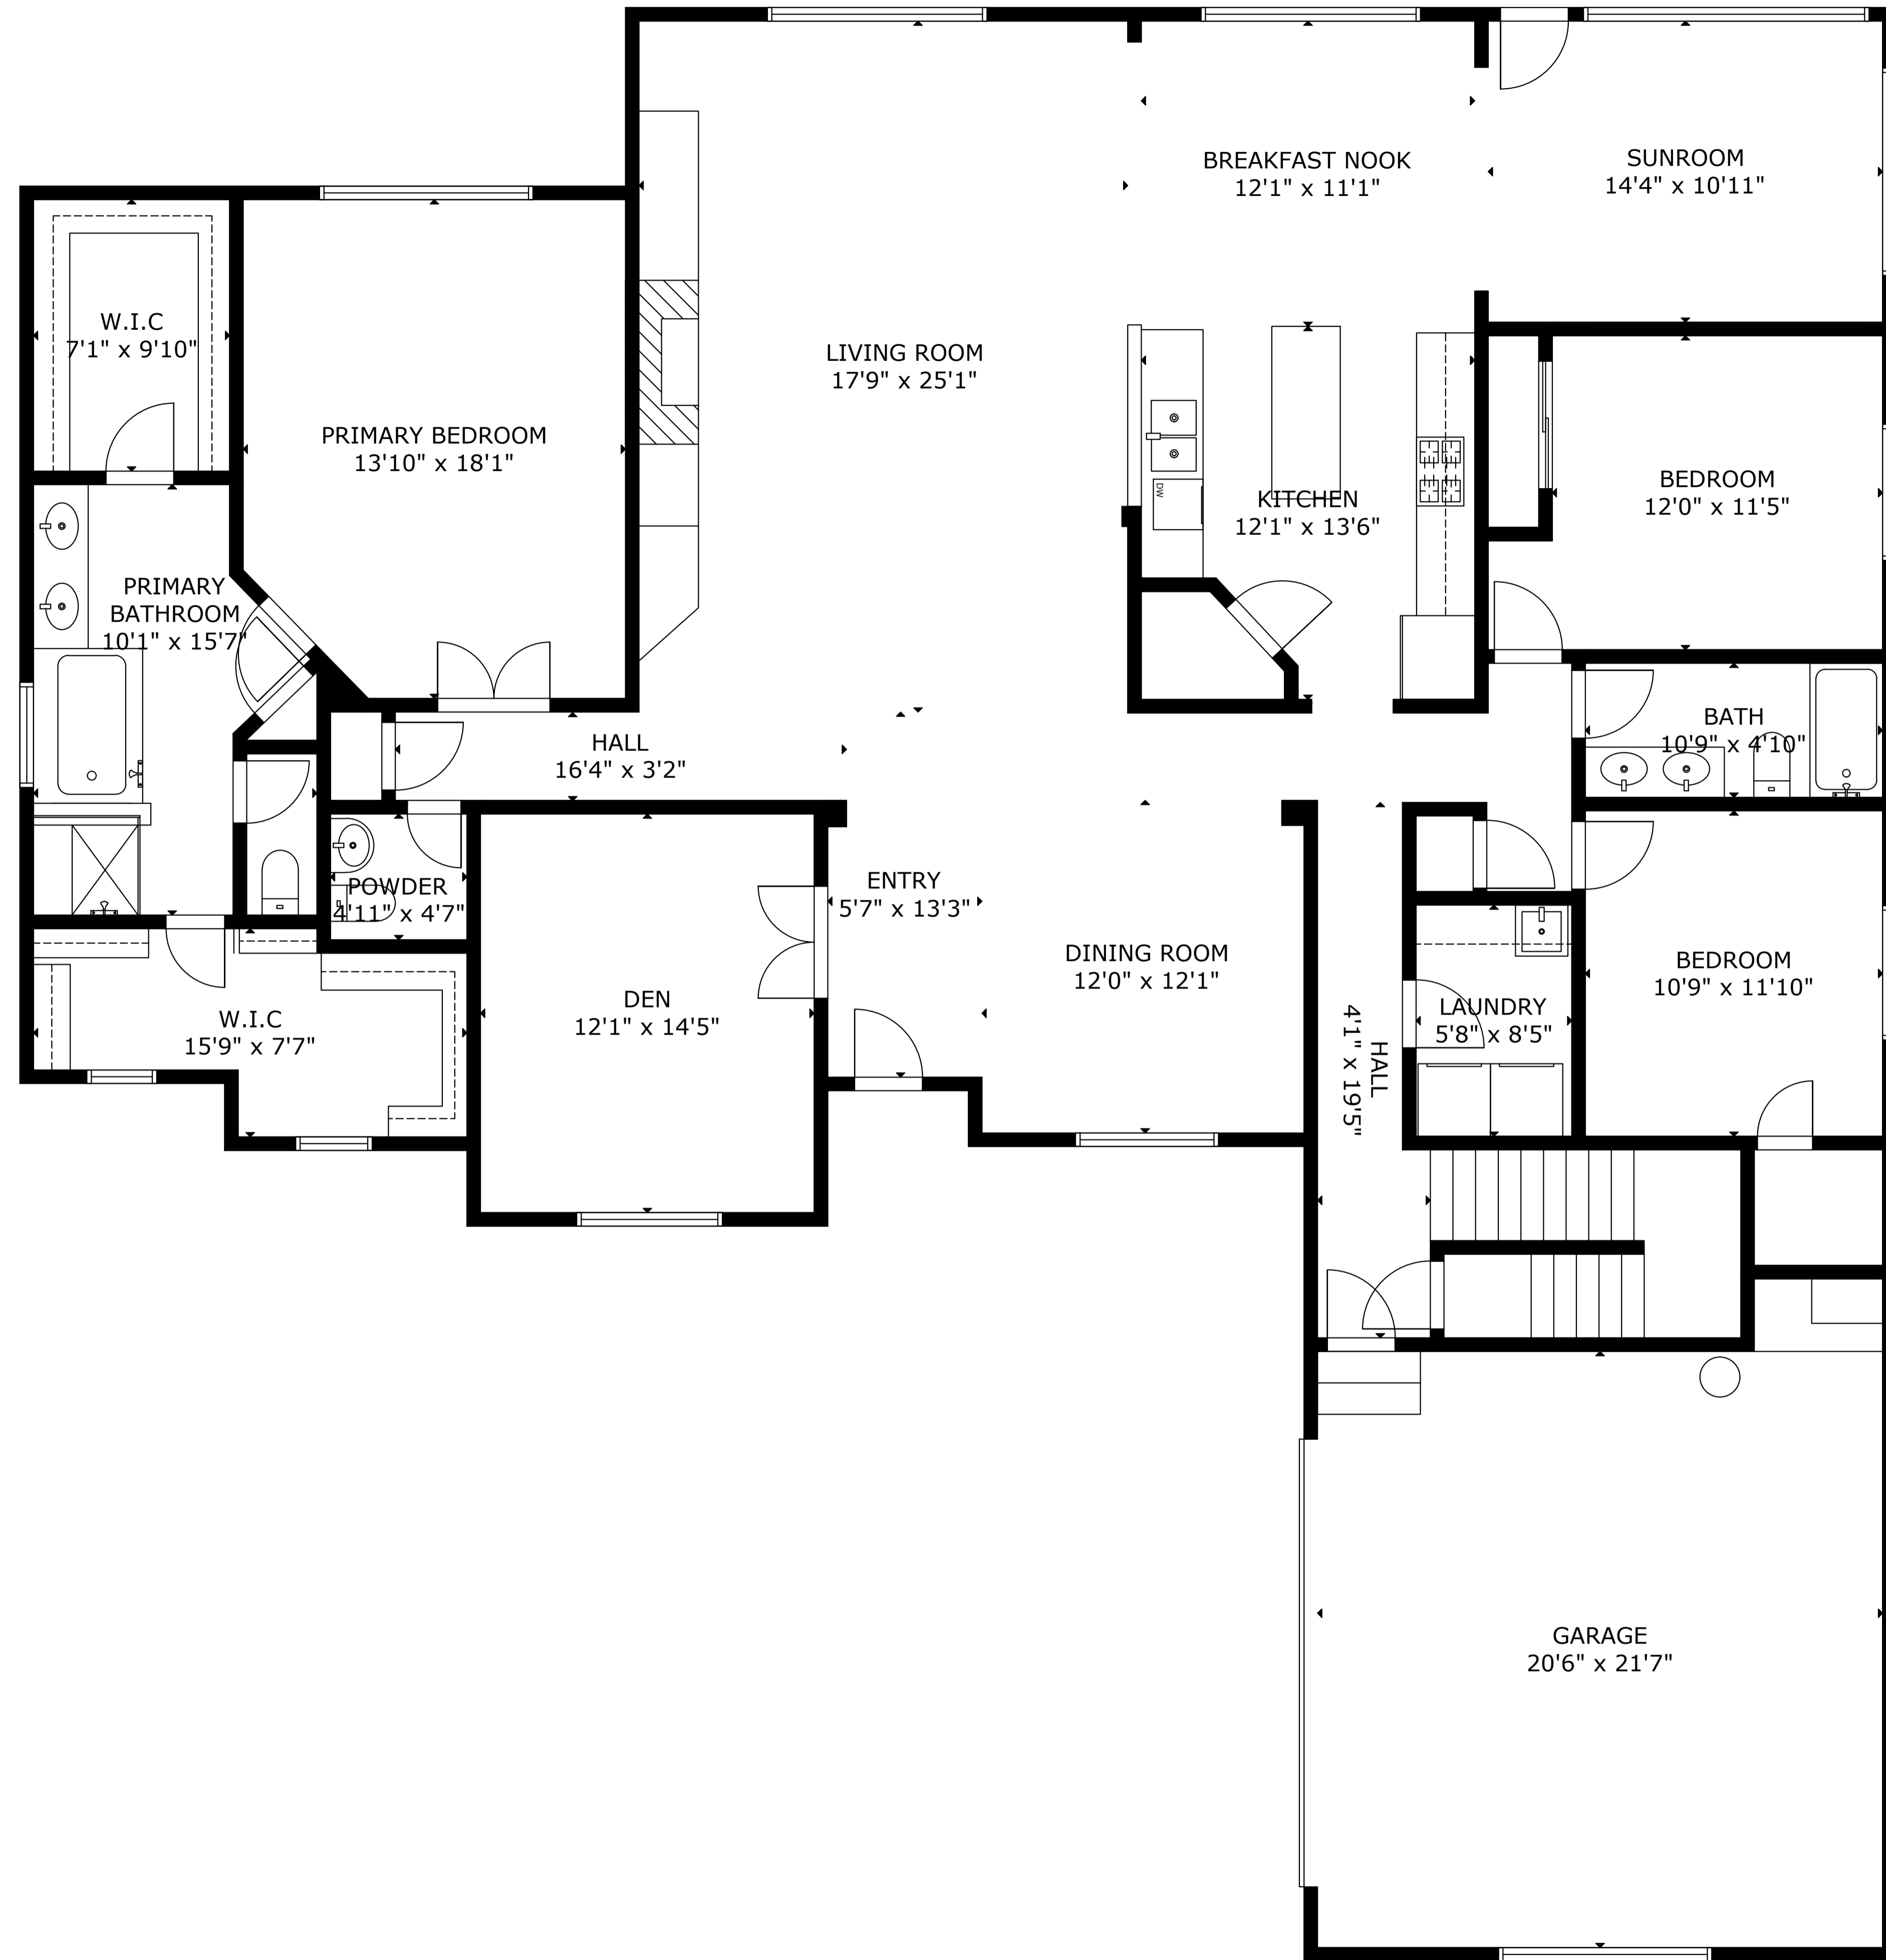 BREAKFAST NOOK
12'1" x 11'1"
SUNROOM
14'4" x 10'11"
W.I.C
7'1" x 9'10"
LIVING ROOM
17'9" x 25'1"
PRIMARY BEDROOM
13'10" x 18'1"
KITCHEN
12'1" x 13'6"
DW
BEDROOM
12'0" x 11'5"
PRIMARY
BATHROOM
10'1" x 15'7"
HALL
16'4" x 3'2"
BATH
10'9" x 4'10"
POWDER
4'11" x 4'7"
ENTRY
5'7" x 13'3"
DINING ROOM
12'0" x 12'1"
BEDROOM
10'9" x 11'10"
W.I.C
15'9" x 7'7"
DEN
12'1" x 14'5"
LAUNDRY
5'8" x 8'5"
HALL
4'1" x 19'5"
GARAGE
20'6" x 21'7"